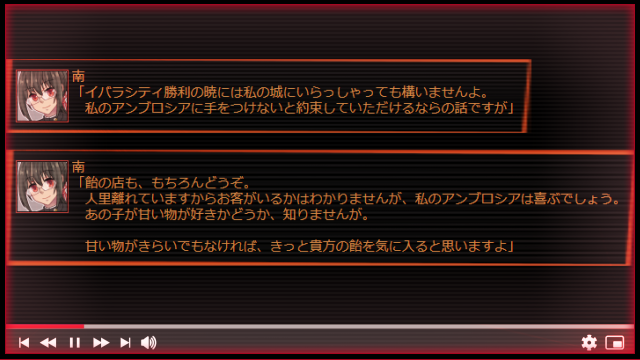 南
「イバラシティ勝利の暁には私の城にいらっしゃっても構いませんよ。
私のアンブロシアに手をつけないと約束していただけるならの話ですが」
南
「飴の店も、もちろんどうぞ。
人里離れていますからお客がいるかはわかりませんが、私のアンブロシアは喜ぶでしょう。
あの子が甘い物が好きかどうか、知りませんが。
甘い物がきらいでもなければ、きっと貴方の飴を気に入ると思いますよ」